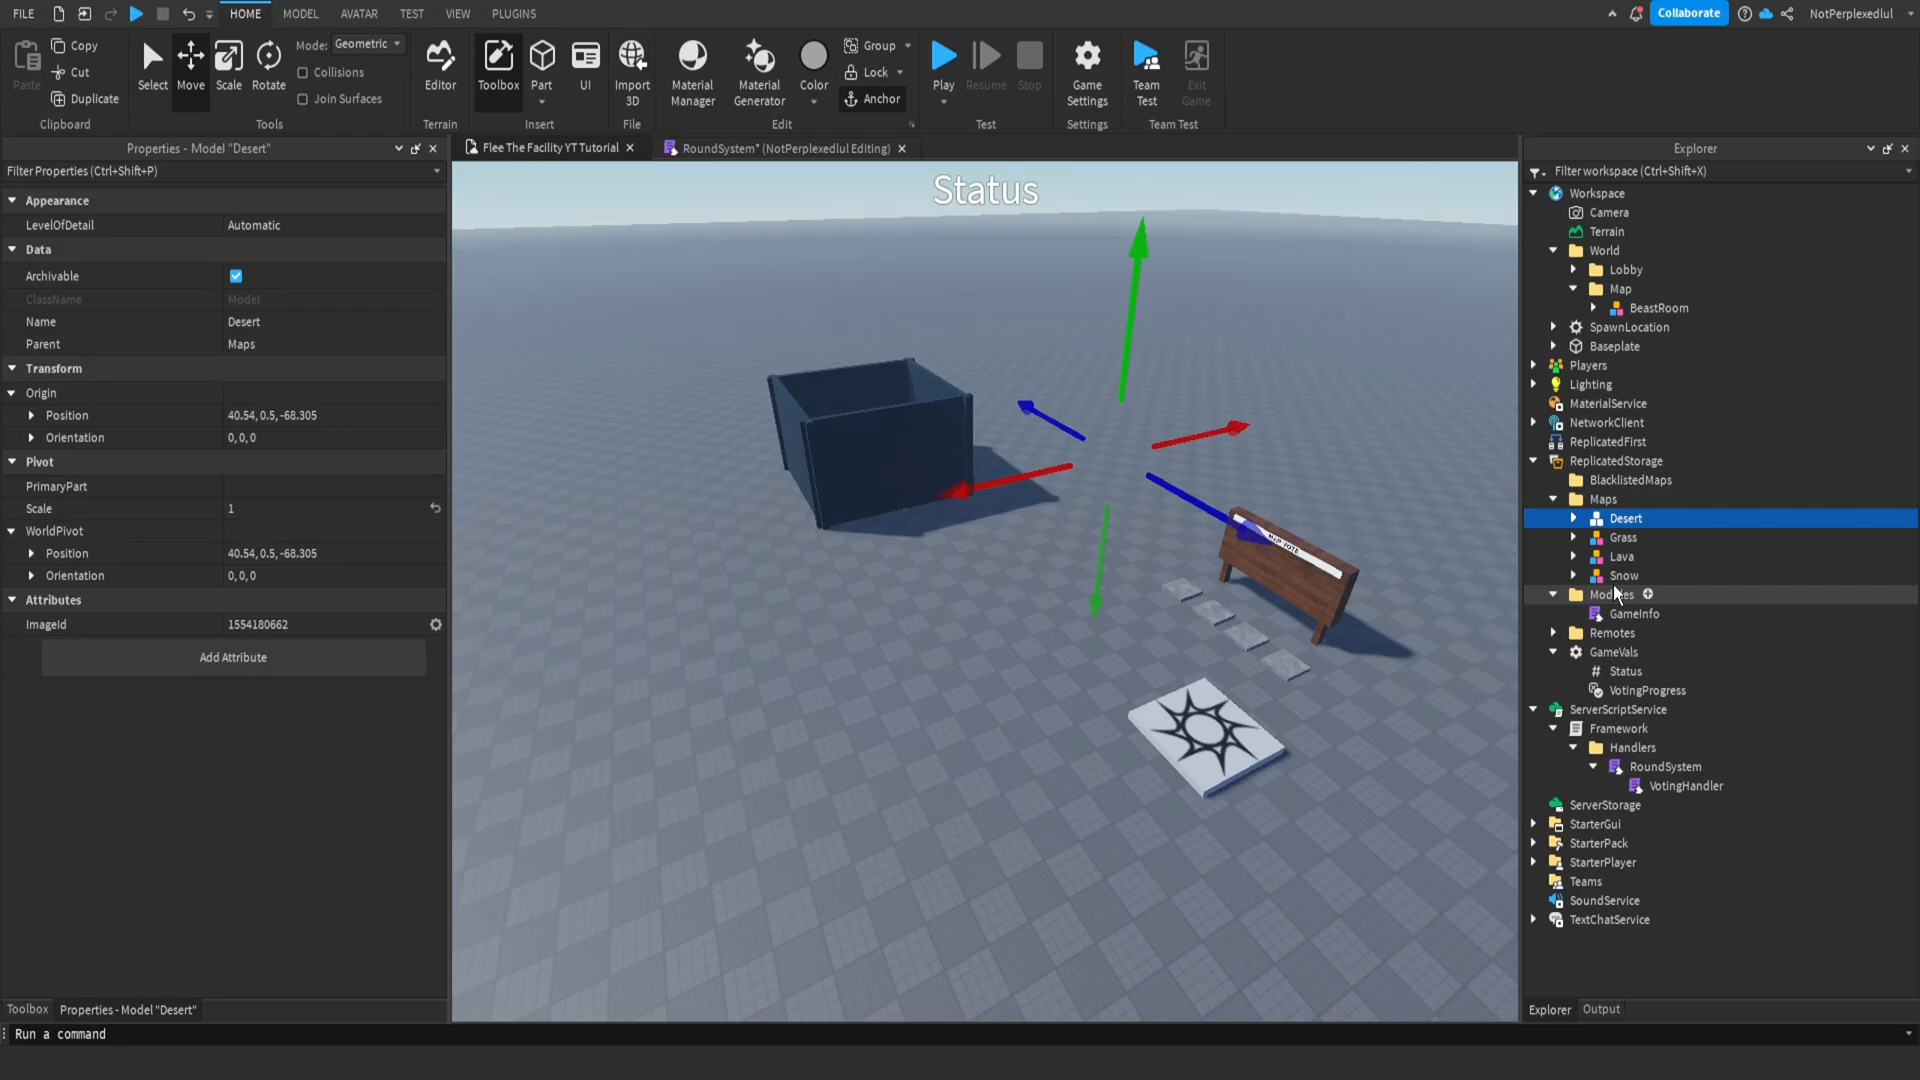 FILE
HOME
MODEL
AVATAR
TEST
VIEW
PLUGINS
Collaborate
NotPerplexedlul
Paste
Copy
Cut
Duplicate
Clipboard
Select
Move
Scale
Rotate
Mode: Geometric
Collisions
Join Surfaces
Tools
Editor
Terrain
Toolbox
Part
UI
Insert
Import 3D
File
Material Manager
Material Generator
Color
Group
Lock
Anchor
Edit
Play
Resume
Stop
Test
Game Settings
Settings
Team Test
Exit Game
Team Test
Properties - Model "Desert"
Filter Properties (Ctrl+Shift+P)
Appearance
LevelOfDetail Automatic
Data
Archivable
ClassName Model
Name Desert
Parent Maps
Transform
Origin
Position 40.54, 0.5, -68.305
Orientation 0, 0, 0
Pivot
PrimaryPart
Scale 1
WorldPivot
Position 40.54, 0.5, -68.305
Orientation 0, 0, 0
Attributes
ImageId 1554180662
Add Attribute
Toolbox
Properties - Model "Desert"
Run a command
Flee The Facility YT Tutorial
RoundSystem* (NotPerplexedlul Editing)
Status
MAP VOTE
Explorer
Filter workspace (Ctrl+Shift+X)
Workspace
Camera
Terrain
World
Lobby
Map
BeastRoom
SpawnLocation
Baseplate
Players
Lighting
MaterialService
NetworkClient
ReplicatedFirst
ReplicatedStorage
BlacklistedMaps
Maps
Desert
Grass
Lava
Snow
Modules
GameInfo
Remotes
GameVals
# Status
VotingProgress
ServerScriptService
Framework
Handlers
RoundSystem
VotingHandler
ServerStorage
StarterGui
StarterPack
StarterPlayer
Teams
SoundService
TextChatService
Explorer
Output